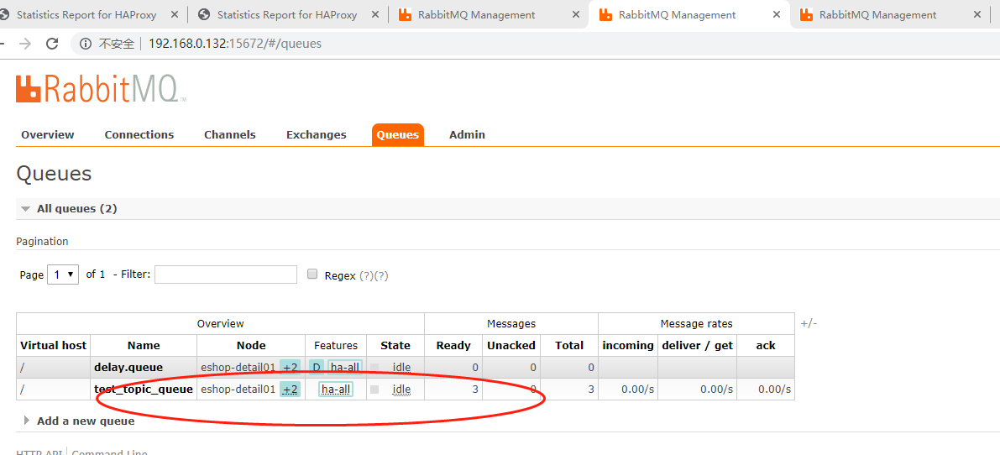 Statistics Report for HAProxy × Statistics Report for HAProxy × RabbitMQ Management × RabbitMQ Management × RabbitMQ Management ×
不安全 192.168.0.132:15672/#/queues
RabbitMQ TM
Overview Connections Channels Exchanges Queues Admin
Queues
All queues (2)
Pagination
Page 1 of 1 - Filter: Regex (?)(?)
Overview Messages Message rates +/-
Virtual host Name Node Features State Ready Unacked Total incoming deliver / get ack
/ delay.queue eshop-detail01 +2 D ha-all idle 0 0 0
/ test_topic_queue eshop-detail01 +2 ha-all idle 3 0 3 0.00/s 0.00/s 0.00/s
Add a new queue
HTTP API Command Line